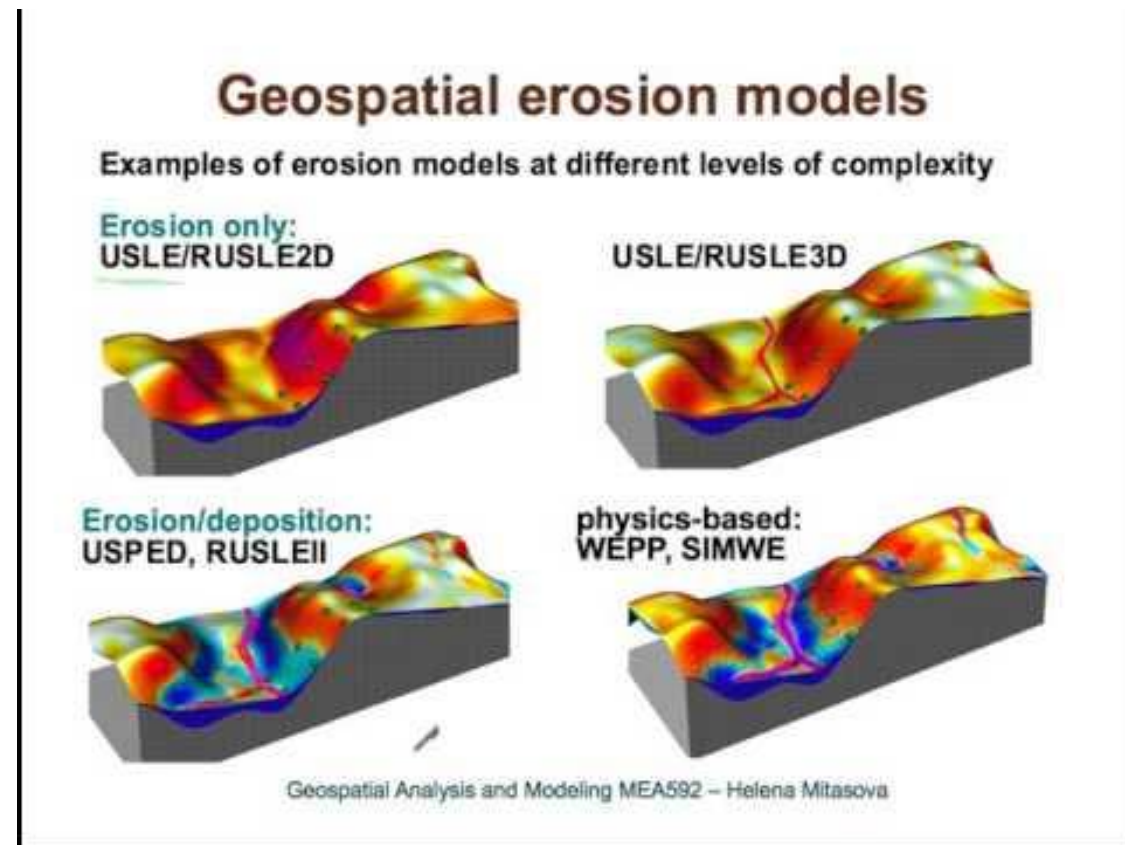 Geospatial erosion models
Examples of erosion models at different levels of complexity
Erosion only:
USLE/RUSLE2D
USLE/RUSLE3D
Erosion/deposition:
USPED, RUSLEII
physics-based:
WEPP, SIMWE
Geospatial Analysis and Modeling MEA592 – Helena Mitasova